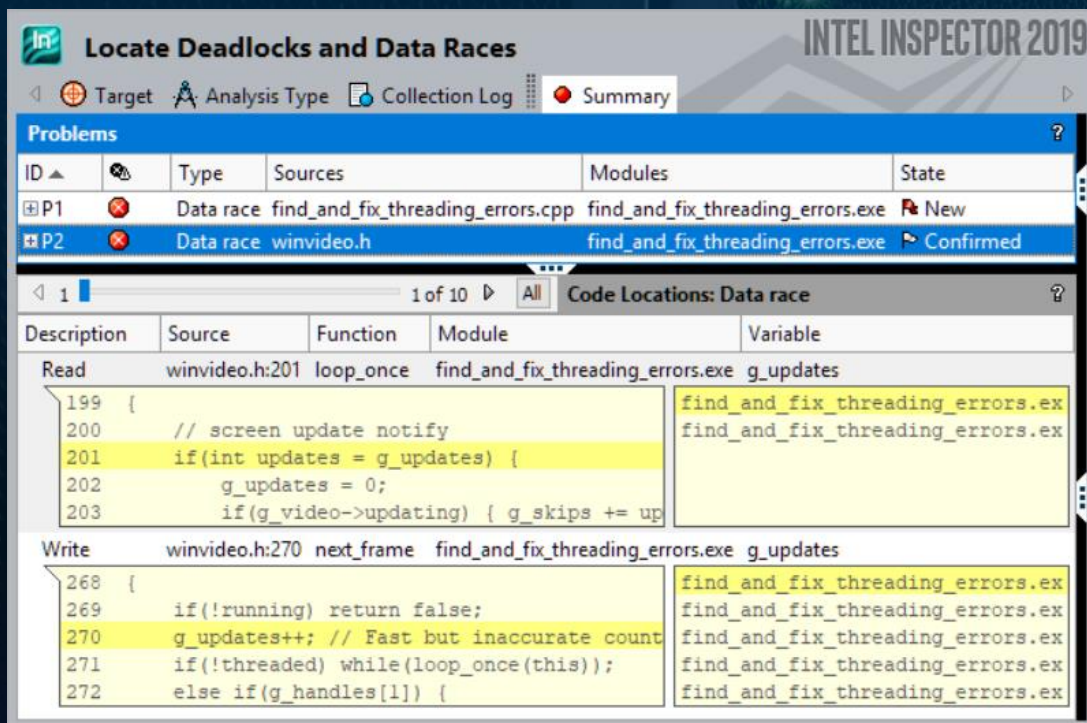 Locate Deadlocks and Data Races
INTEL INSPECTOR 2019
Target Analysis Type Collection Log Summary
Problems ?
ID Type Sources Modules State
P1 Data race find_and_fix_threading_errors.cpp find_and_fix_threading_errors.exe New
P2 Data race winvideo.h find_and_fix_threading_errors.exe Confirmed
1 1 of 10 All Code Locations: Data race ?
Description Source Function Module Variable
Read winvideo.h:201 loop_once find_and_fix_threading_errors.exe g_updates
199 { find_and_fix_threading_errors.ex
200 // screen update notify find_and_fix_threading_errors.ex
201 if(int updates = g_updates) {
202 g_updates = 0;
203 if(g_video->updating) { g_skips += up
Write winvideo.h:270 next_frame find_and_fix_threading_errors.exe g_updates
268 { find_and_fix_threading_errors.ex
269 if(!running) return false; find_and_fix_threading_errors.ex
270 g_updates++; // Fast but inaccurate count find_and_fix_threading_errors.ex
271 if(!threaded) while(loop_once(this)); find_and_fix_threading_errors.ex
272 else if(g_handles[1]) { find_and_fix_threading_errors.ex